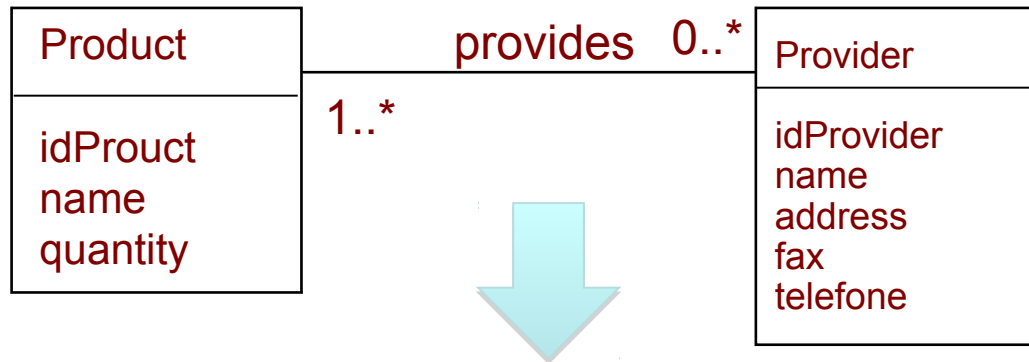 Product
provides 0..*
Provider
1..*
idProuct
name
quantity
idProvider
name
address
fax
telefone